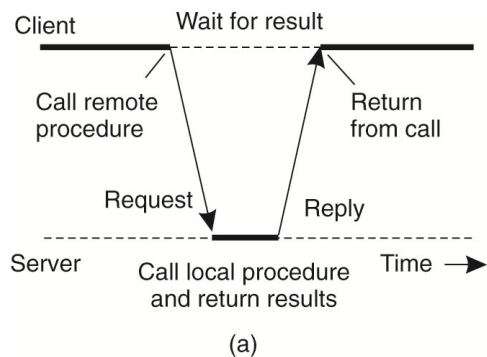 Client
Wait for result
Call remote
procedure
Return
from call
Request
Reply
Server
Call local procedure
and return results
Time
(a)